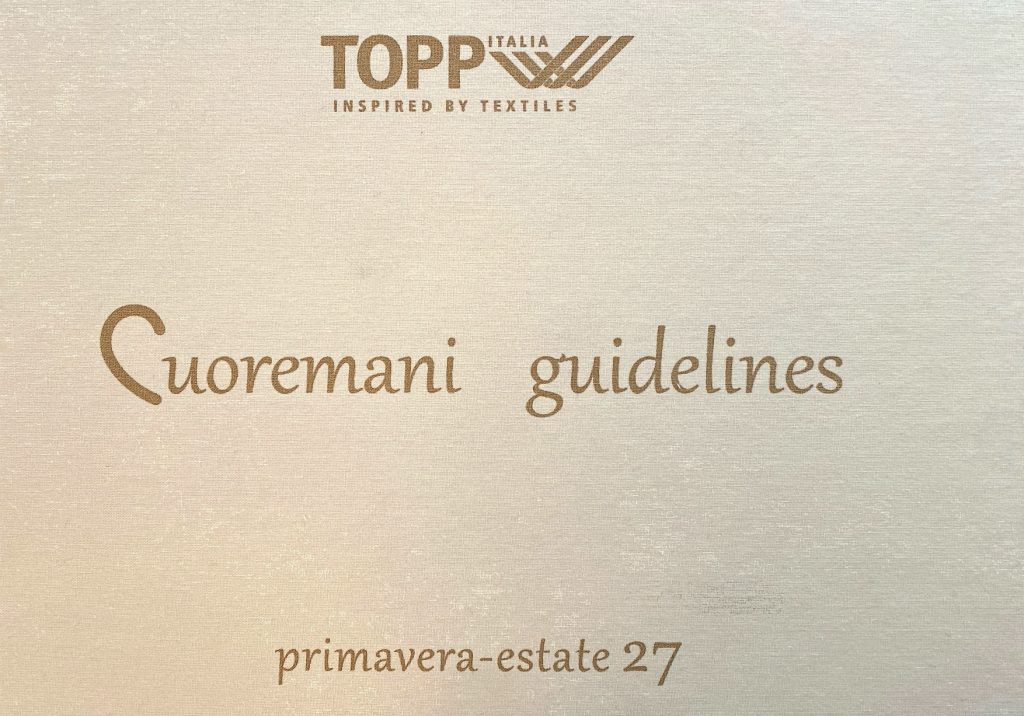 TOPP ITALIA
INSPIRED BY TEXTILES
Cuoremani guidelines
primavera-estate 27